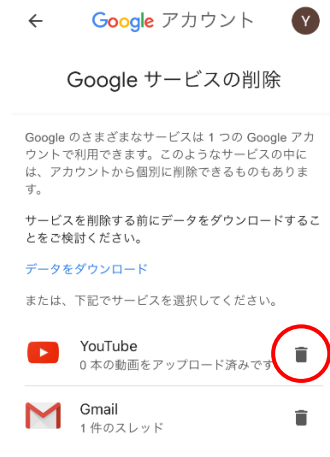 Google アカウント
Y
Google サービスの削除
Google のさまざまなサービスは 1 つの Google アカ
ウントで利用できます。このようなサービスの中に
は、アカウントから個別に削除できるものもありま
す。
サービスを削除する前にデータをダウンロードするこ
とをご検討ください。
データをダウンロード
または、下記でサービスを選択してください。
YouTube
0 本の動画をアップロード済みです
Gmail
1 件のスレッド